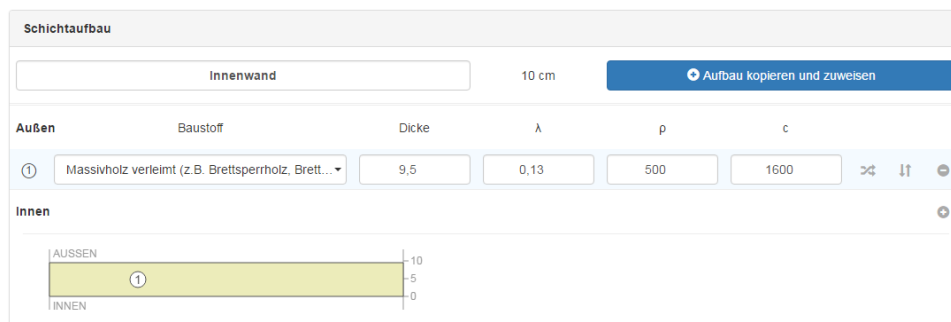 Schichtaufbau
Innenwand 10 cm Aufbau kopieren und zuweisen
Außen Baustoff Dicke λ ρ c
1 Massivholz verleimt (z.B. Brettsperrholz, Brett... 9,5 0,13 500 1600
Innen
AUSSEN
10
1
5
0
INNEN